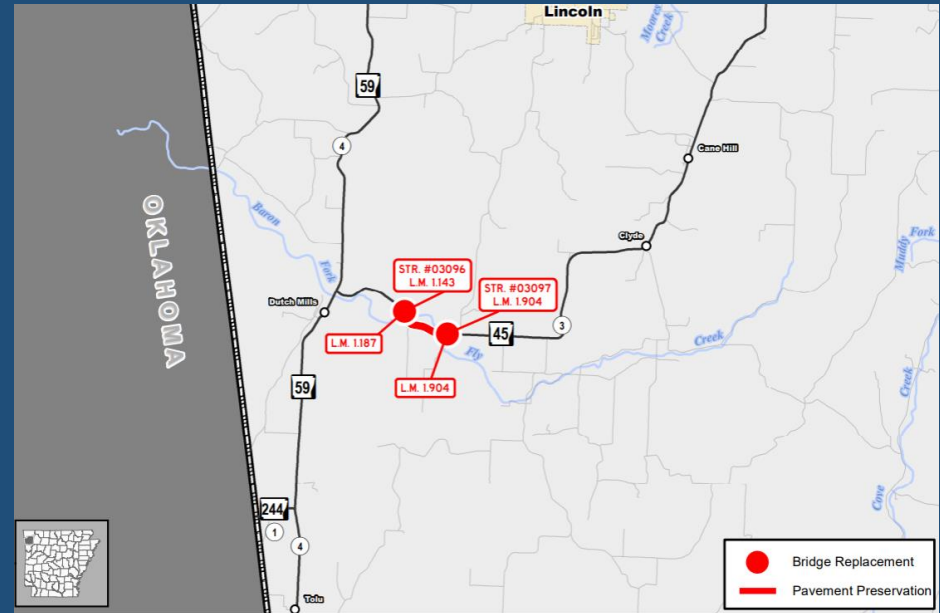 Lincoln
Moores
Creek
59
4
Cane Hill
OKLAHOMA
Baron
Fork
Clyde
Muddy Fork
STR. #03096
L.M. 1.143
STR. #03097
L.M. 1.904
Dutch Mills
L.M. 1.187
45
3
Fly
Creek
L.M. 1.904
59
Creek
Cove
244
1
4
Tolu
Bridge Replacement
Pavement Preservation